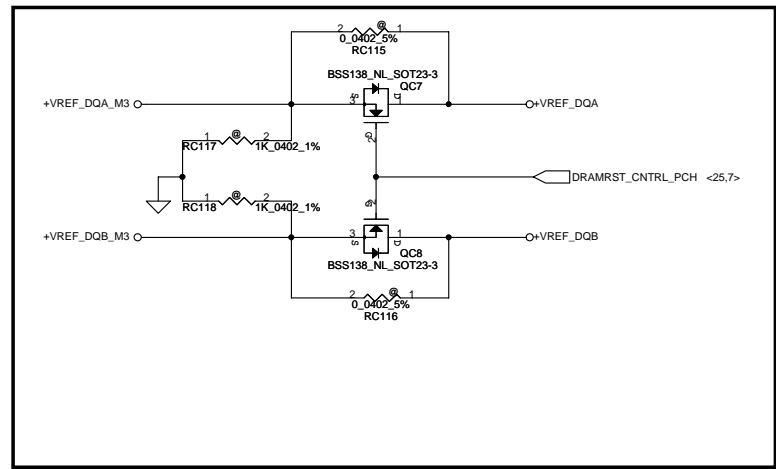 2 @ 1
0_0402_5%
RC115
BSS138_NL_SOT23-3
QC7
+VREF_DQA_M3
S 3 D 1
+VREF_DQA
G 2
1 @ 2
RC117 1K_0402_1%
DRAMRST_CNTRL_PCH <25,7>
1 @ 2
RC118 1K_0402_1%
G 2
+VREF_DQB_M3
3 S 1 D
+VREF_DQB
QC8
BSS138_NL_SOT23-3
2 @ 1
0_0402_5%
RC116